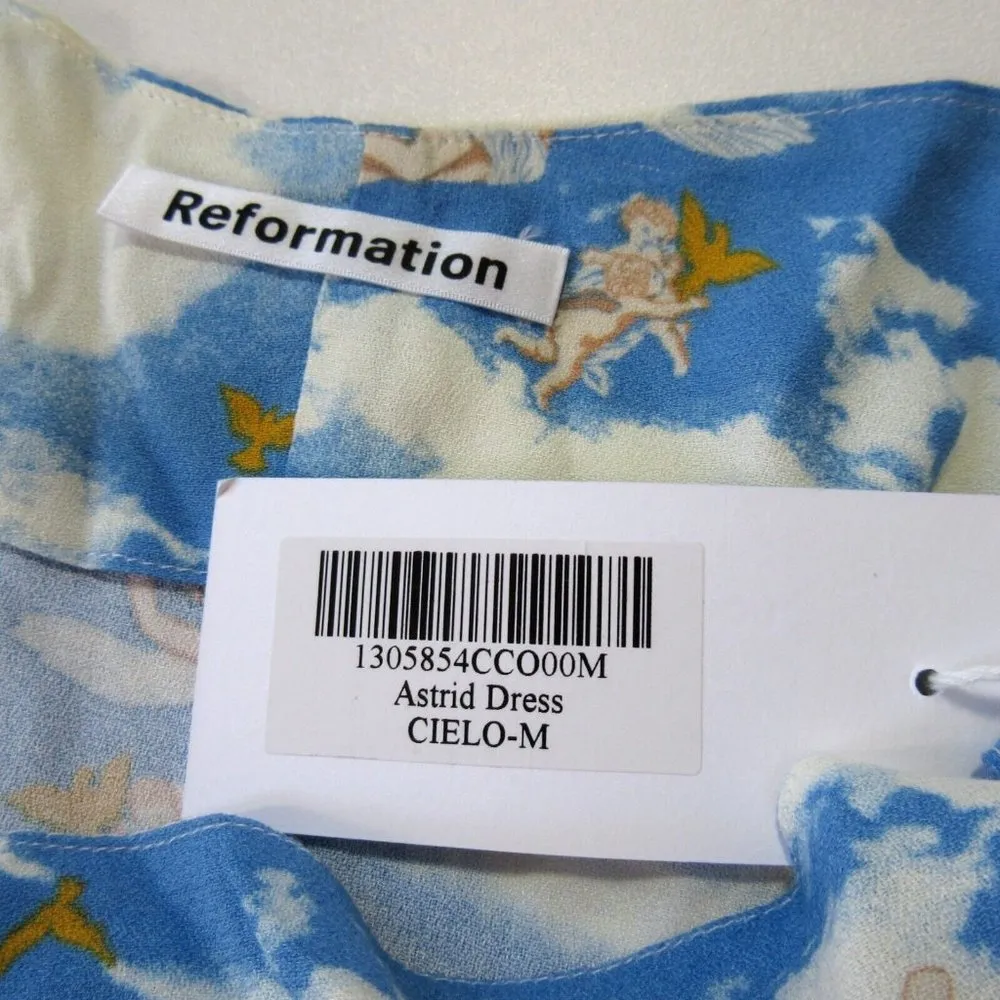 Reformation
1305854CCO00M
Astrid Dress
CIELO-M